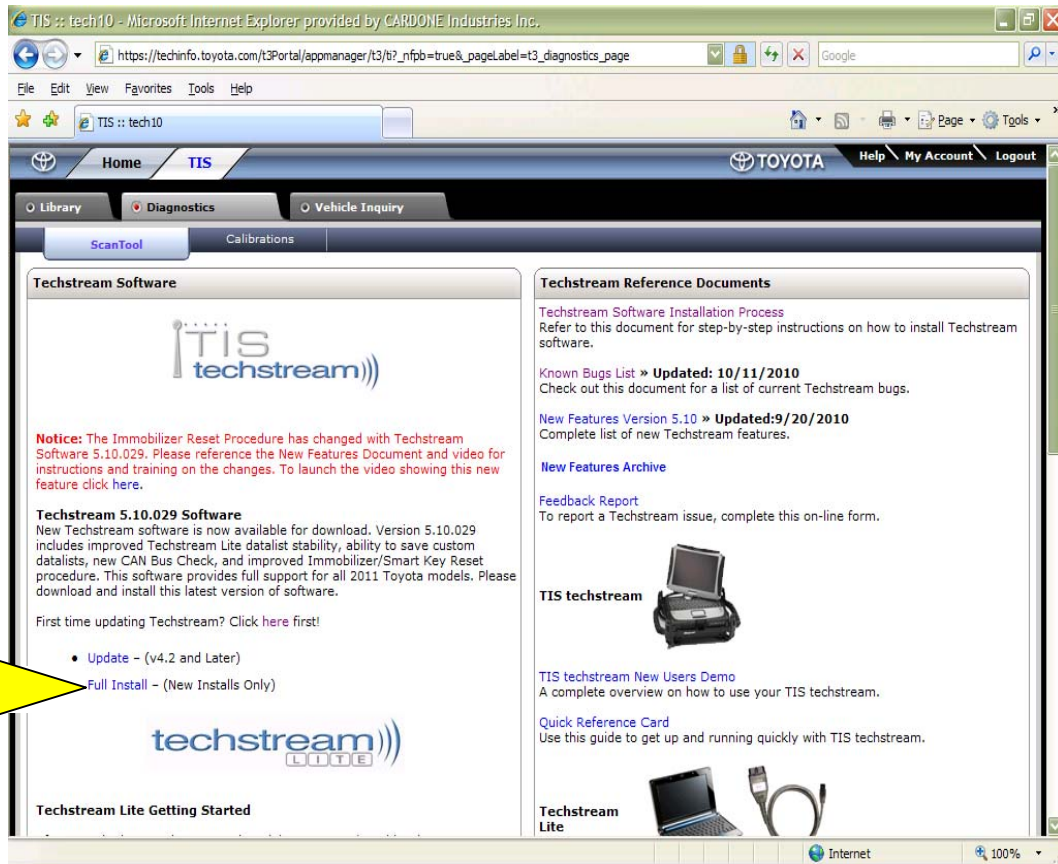 TIS :: tech10 - Microsoft Internet Explorer provided by CARDONE Industries Inc.
https://techinfo.toyota.com/t3Portal/appmanager/t3/ti?_nfpb=true&_pageLabel=t3_diagnostics_page
Google
File Edit View Favorites Tools Help
TIS :: tech10
Page Tools
Home TIS
TOYOTA
Help My Account Logout
Library Diagnostics Vehicle Inquiry
ScanTool Calibrations
Techstream Software
TIS
techstream
Notice: The Immobilizer Reset Procedure has changed with Techstream
Software 5.10.029. Please reference the New Features Document and video for
instructions and training on the changes. To launch the video showing this new
feature click here.
Techstream 5.10.029 Software
New Techstream software is now available for download. Version 5.10.029
includes improved Techstream Lite datalist stability, ability to save custom
datalists, new CAN Bus Check, and improved Immobilizer/Smart Key Reset
procedure. This software provides full support for all 2011 Toyota models. Please
download and install this latest version of software.
First time updating Techstream? Click here first!
• Update – (v4.2 and Later)
Full Install – (New Installs Only)
techstream
LITE
Techstream Lite Getting Started
Techstream Reference Documents
Techstream Software Installation Process
Refer to this document for step-by-step instructions on how to install Techstream
software.
Known Bugs List » Updated: 10/11/2010
Check out this document for a list of current Techstream bugs.
New Features Version 5.10 » Updated:9/20/2010
Complete list of new Techstream features.
New Features Archive
Feedback Report
To report a Techstream issue, complete this on-line form.
TIS techstream
TIS techstream New Users Demo
A complete overview on how to use your TIS techstream.
Quick Reference Card
Use this guide to get up and running quickly with TIS techstream.
Techstream
Lite
Internet
100%